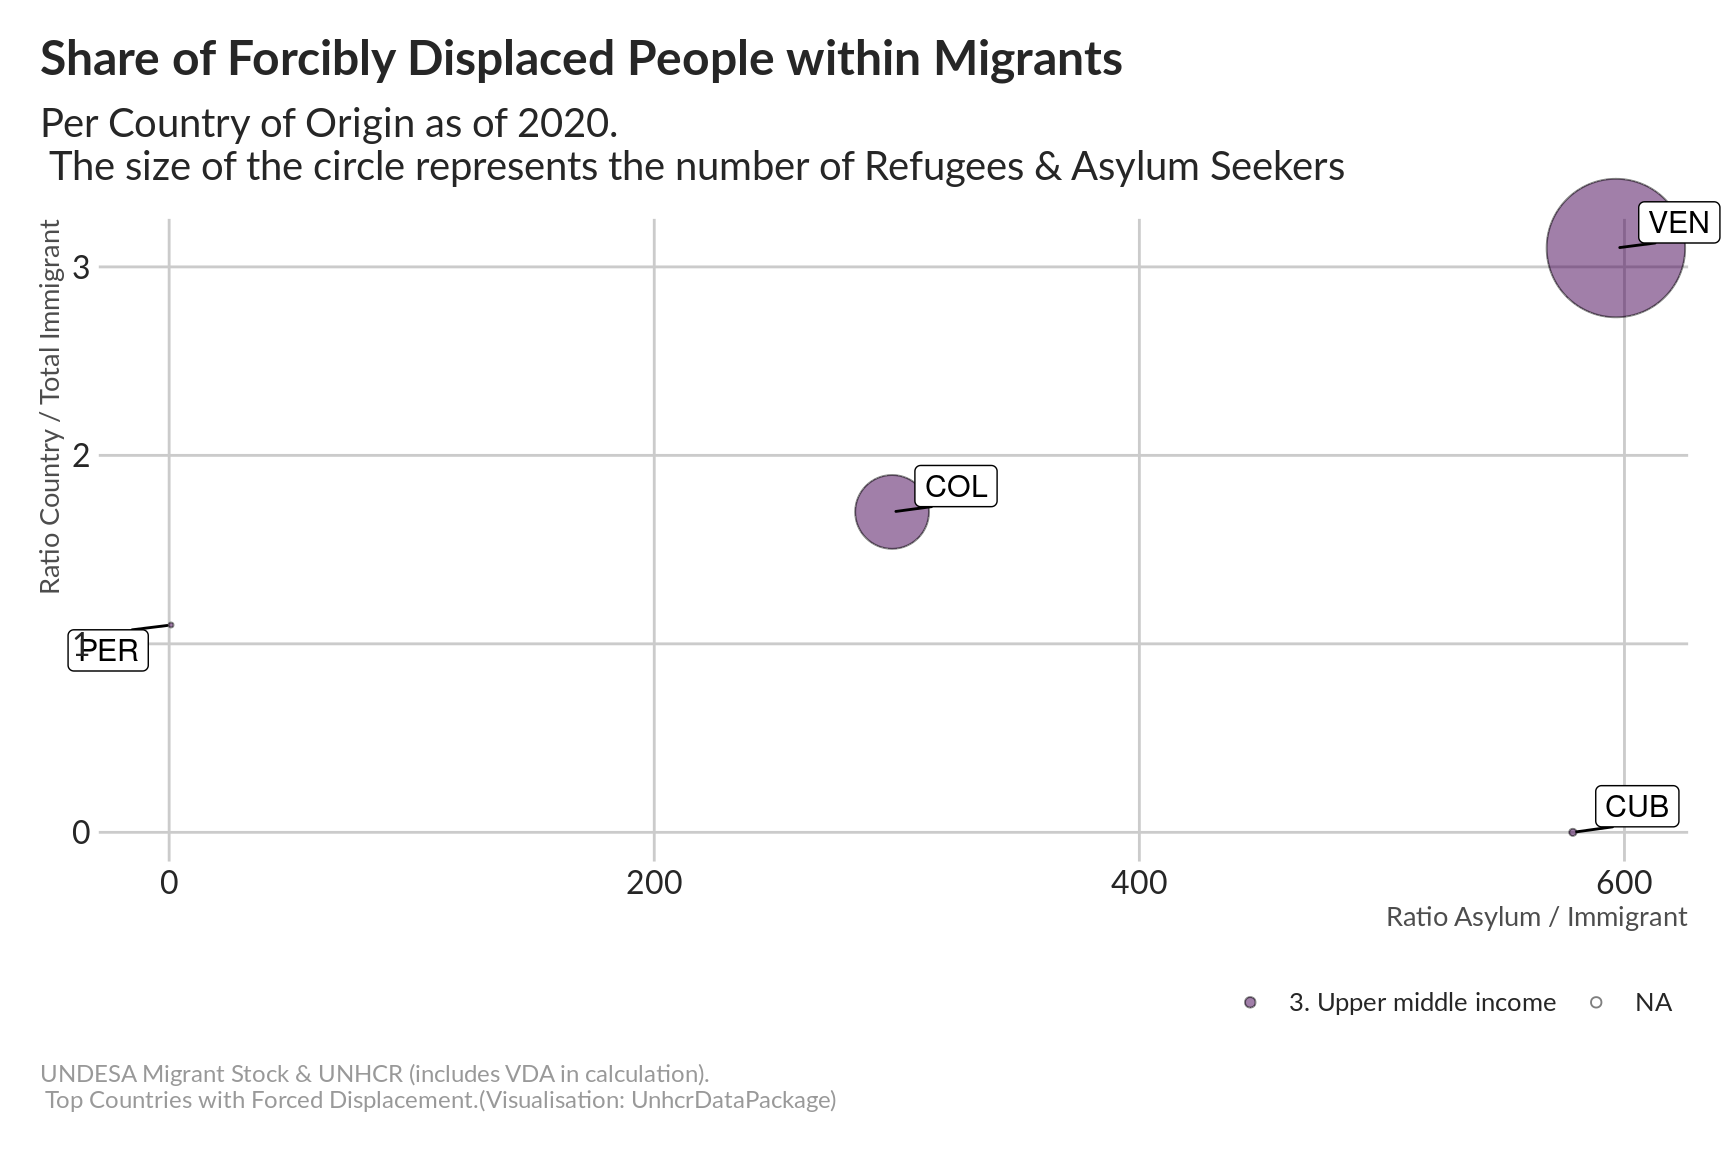 Share of Forcibly Displaced People within Migrants
Per Country of Origin as of 2020.
The size of the circle represents the number of Refugees & Asylum Seekers
Ratio Country / Total Immigrant
3
2
1
0
VEN
COL
PER
CUB
0 200 400 600
Ratio Asylum / Immigrant
3. Upper middle income NA
UNDESA Migrant Stock & UNHCR (includes VDA in calculation).
Top Countries with Forced Displacement.(Visualisation: UnhcrDataPackage)